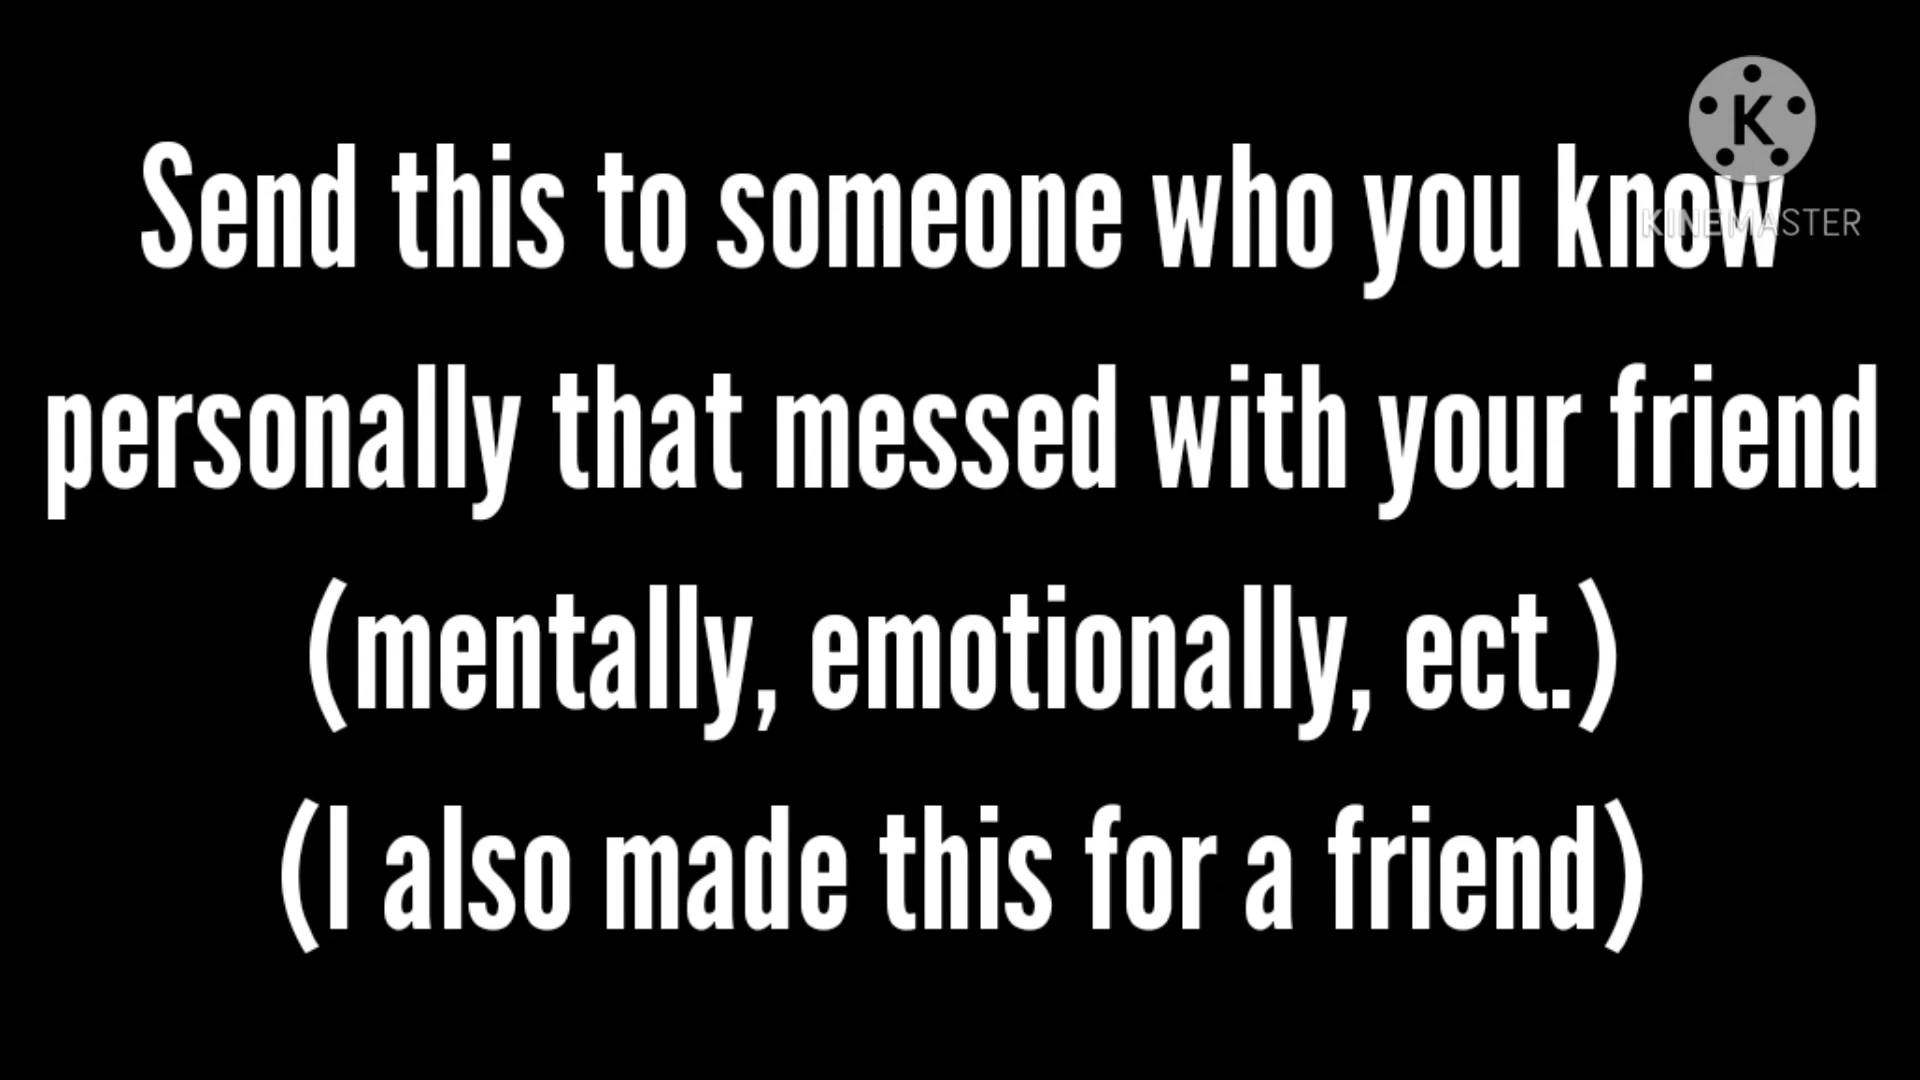 Send this to someone who you know
personally that messed with your friend
(mentally, emotionally, ect.)
(I also made this for a friend)
K
KINEMASTER